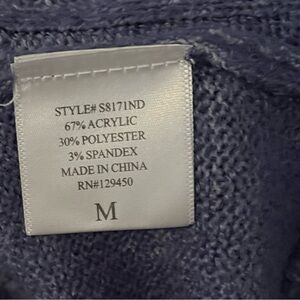 STYLE# S8171ND
67% ACRYLIC
30% POLYESTER
3% SPANDEX
MADE IN CHINA
RN#129450
M